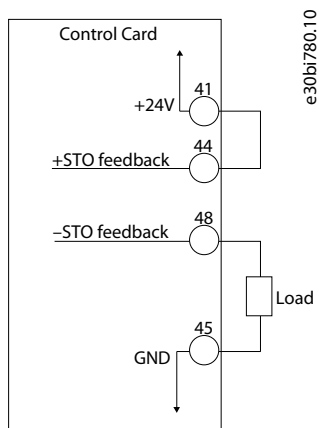 Control Card
e30bi780.10
41
+24V
44
+STO feedback
48
–STO feedback
Load
45
GND